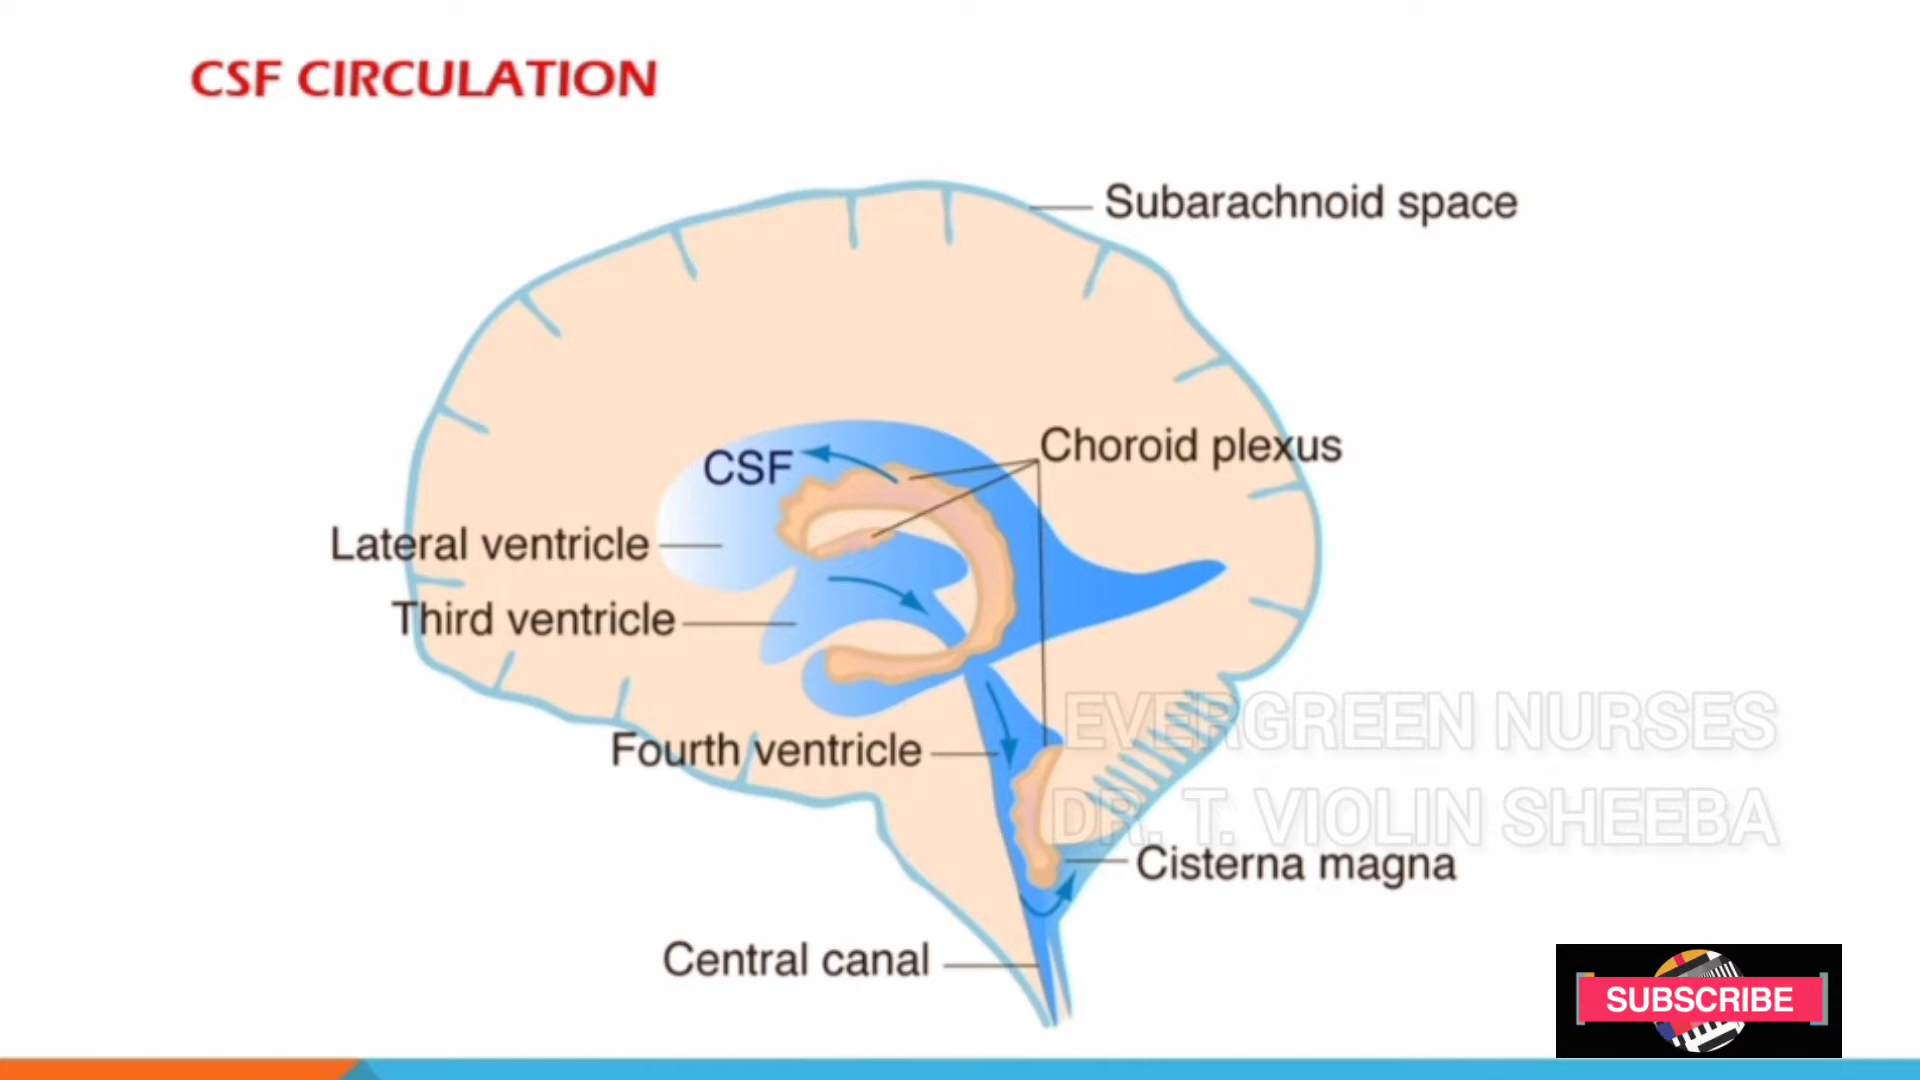 CSF CIRCULATION
Subarachnoid space
Choroid plexus
CSF
Lateral ventricle
Third ventricle
EVERGREEN NURSES
Fourth ventricle
DR. T. VIOLIN SHEEBA
Cisterna magna
Central canal
SUBSCRIBE